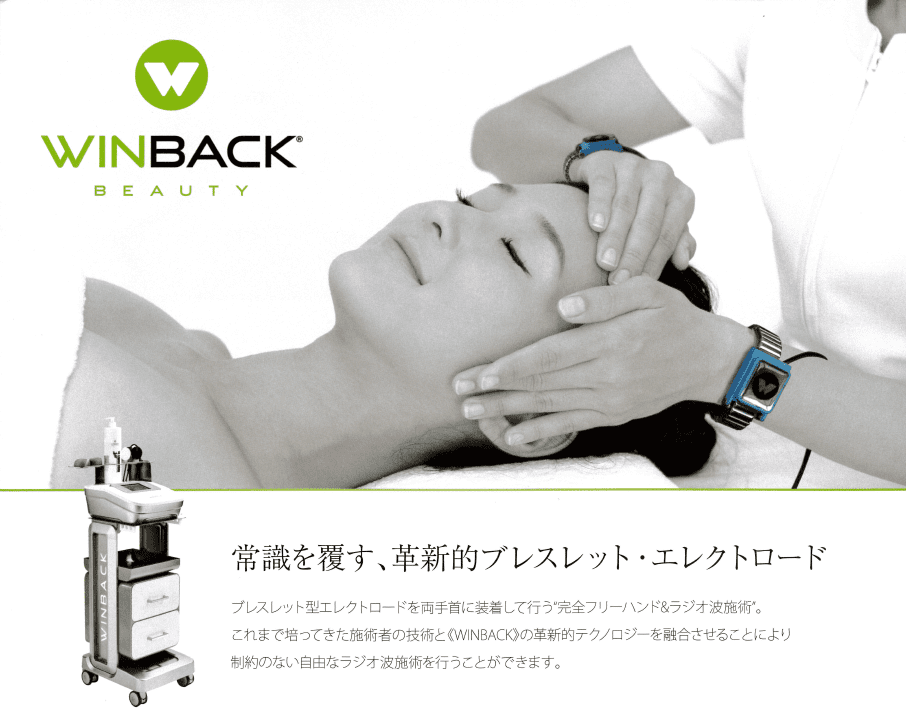 WINBACK®
BEAUTY
WINBACK
常識を覆す、革新的ブレスレット・エレクトロード
ブレスレット型エレクトロードを両手首に装着して行う“完全フリーハンド&ラジオ波施術”。
これまで培ってきた施術者の技術と《WINBACK》の革新的テクノロジーを融合させることにより
制約のない自由なラジオ波施術を行うことができます。